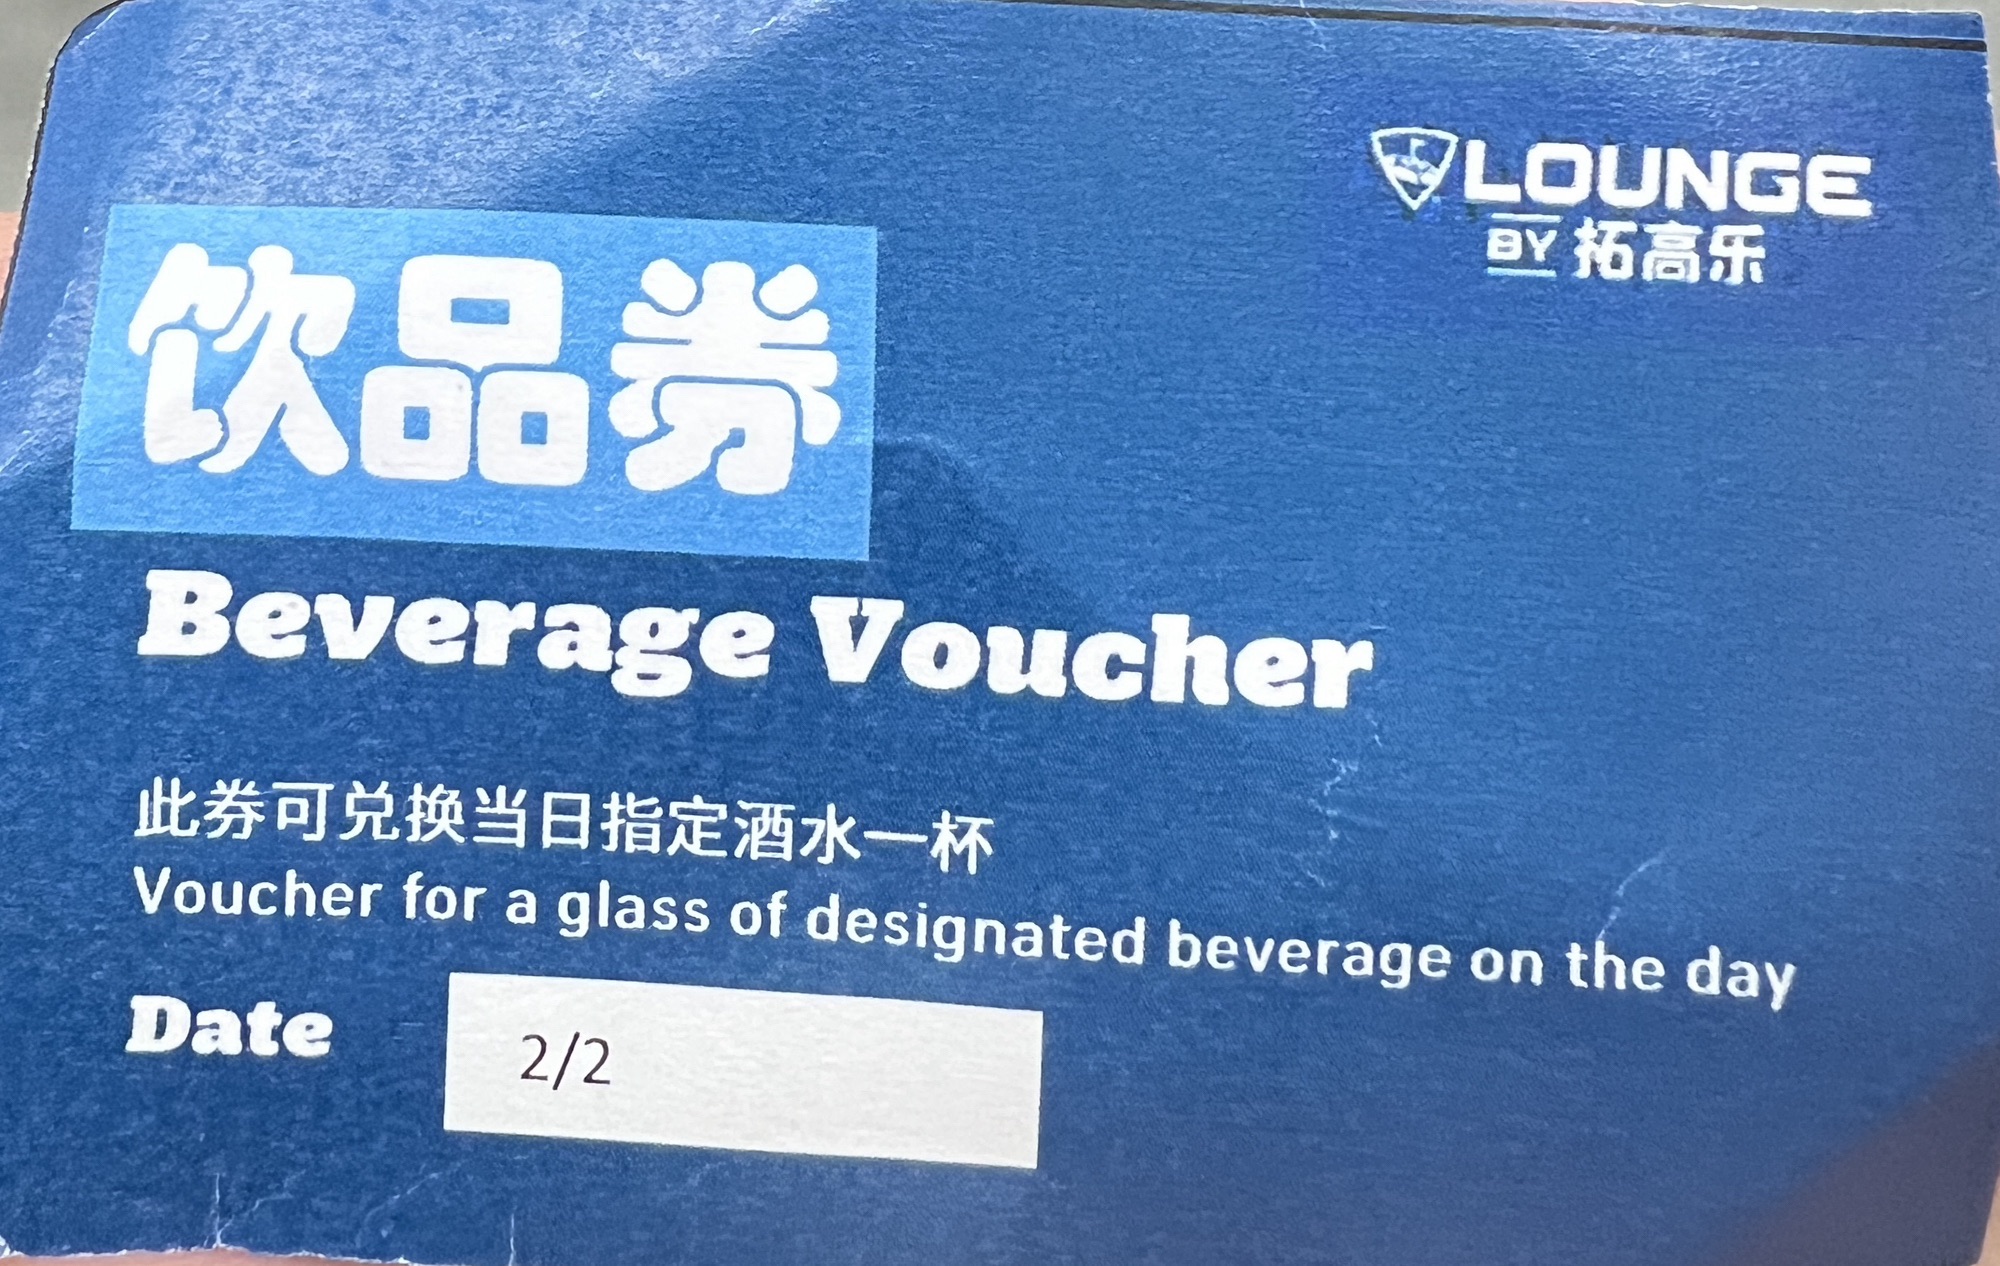 LOUNGE
BY 拓高乐
饮品券
Beverage Voucher
此券可兑换当日指定酒水一杯
Voucher for a glass of designated beverage on the day
Date 2/2